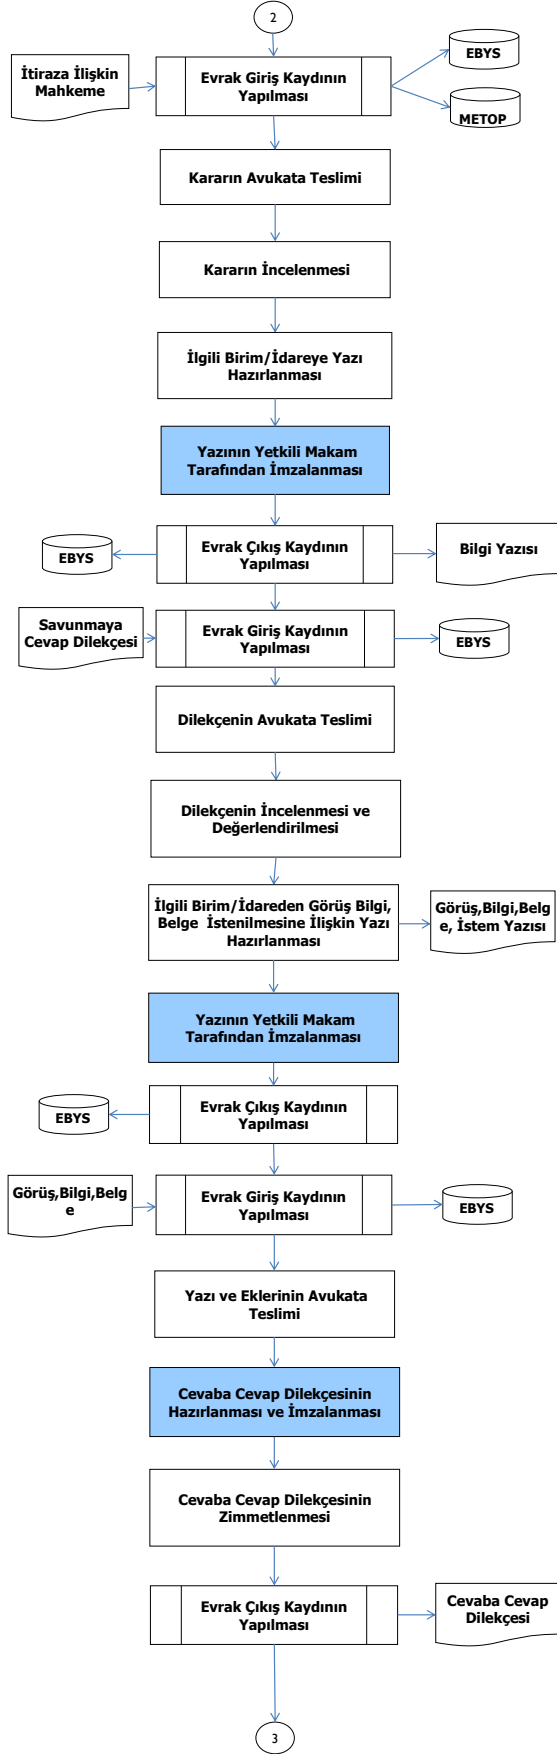 2
İtiraza İlişkin
Mahkeme
Evrak Giriş Kaydının
Yapılması
EBYS
METOP
Kararın Avukata Teslimi
Kararın İncelenmesi
İlgili Birim/İdareye Yazı
Hazırlanması
Yazının Yetkili Makam
Tarafından İmzalanması
EBYS
Evrak Çıkış Kaydının
Yapılması
Bilgi Yazısı
Savunmaya
Cevap Dilekçesi
Evrak Giriş Kaydının
Yapılması
EBYS
Dilekçenin Avukata Teslimi
Dilekçenin İncelenmesi ve
Değerlendirilmesi
İlgili Birim/İdareden Görüş Bilgi,
Belge İstenilmesine İlişkin Yazı
Hazırlanması
Görüş,Bilgi,Belg
e, İstem Yazısı
Yazının Yetkili Makam
Tarafından İmzalanması
EBYS
Evrak Çıkış Kaydının
Yapılması
Görüş,Bilgi,Belg
e
Evrak Giriş Kaydının
Yapılması
EBYS
Yazı ve Eklerinin Avukata
Teslimi
Cevaba Cevap Dilekçesinin
Hazırlanması ve İmzalanması
Cevaba Cevap Dilekçesinin
Zimmetlenmesi
Evrak Çıkış Kaydının
Yapılması
Cevaba Cevap
Dilekçesi
3